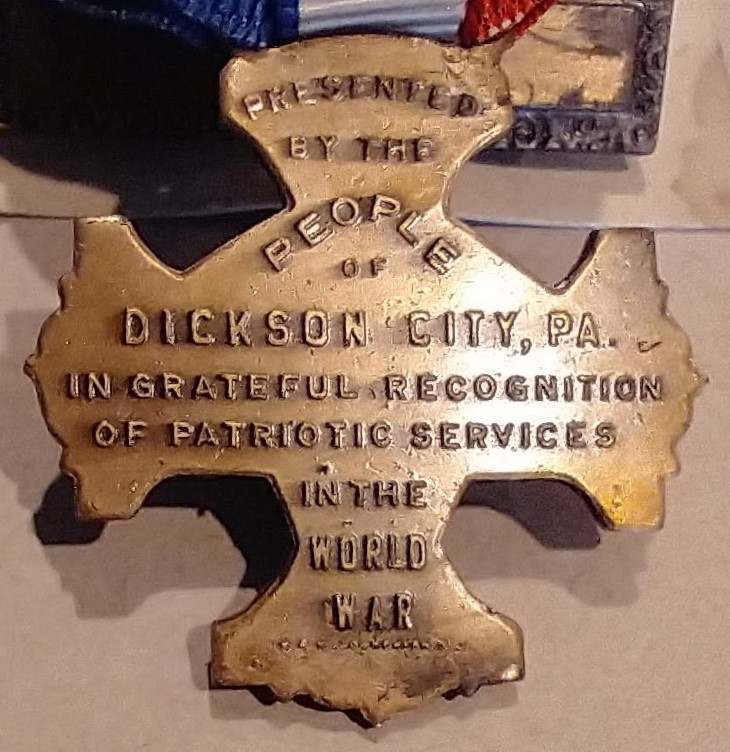 PRESENTED
BY THE
PEOPLE
OF
DICKSON CITY, PA.
IN GRATEFUL RECOGNITION
OF PATRIOTIC SERVICES
IN THE
WORLD
WAR